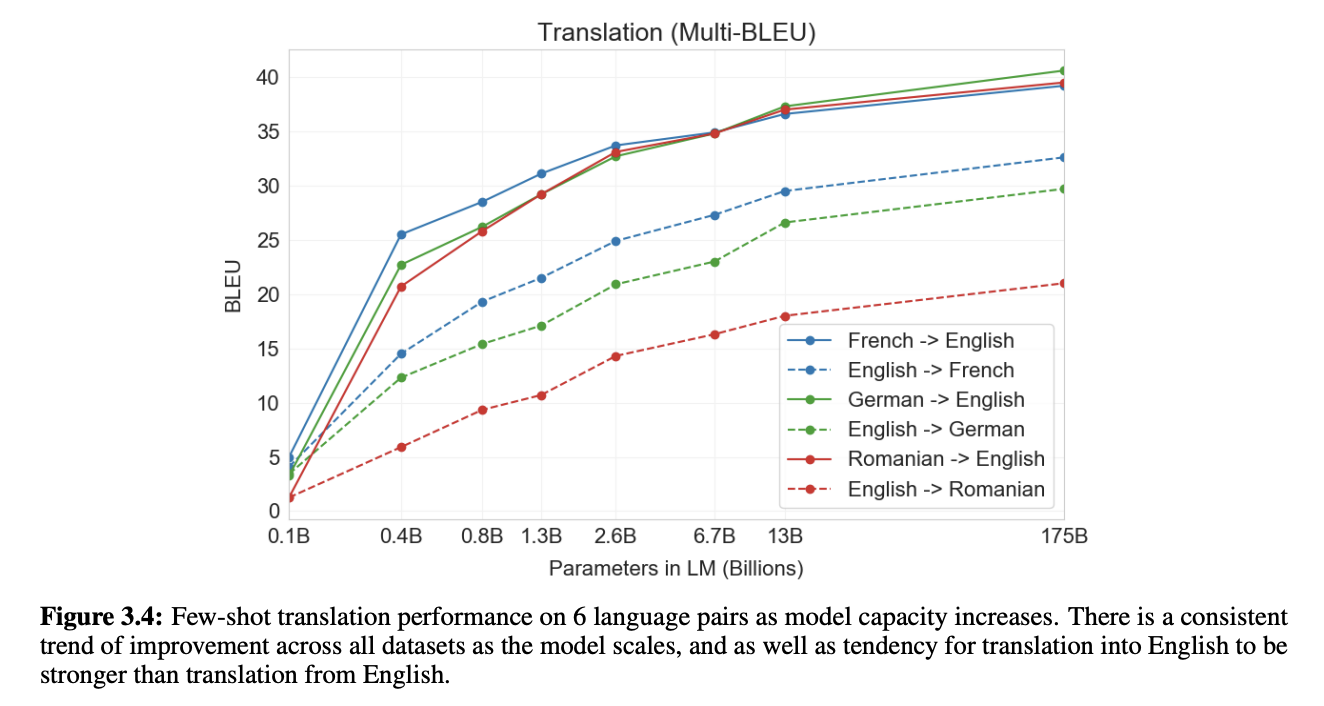 Translation (Multi-BLEU)
40
35
30
25
20
15
10
5
0
BLEU
French -> English
English -> French
German -> English
English -> German
Romanian -> English
English -> Romanian
0.1B 0.4B 0.8B 1.3B 2.6B 6.7B 13B 175B
Parameters in LM (Billions)
Figure 3.4: Few-shot translation performance on 6 language pairs as model capacity increases. There is a consistent
trend of improvement across all datasets as the model scales, and as well as tendency for translation into English to be
stronger than translation from English.